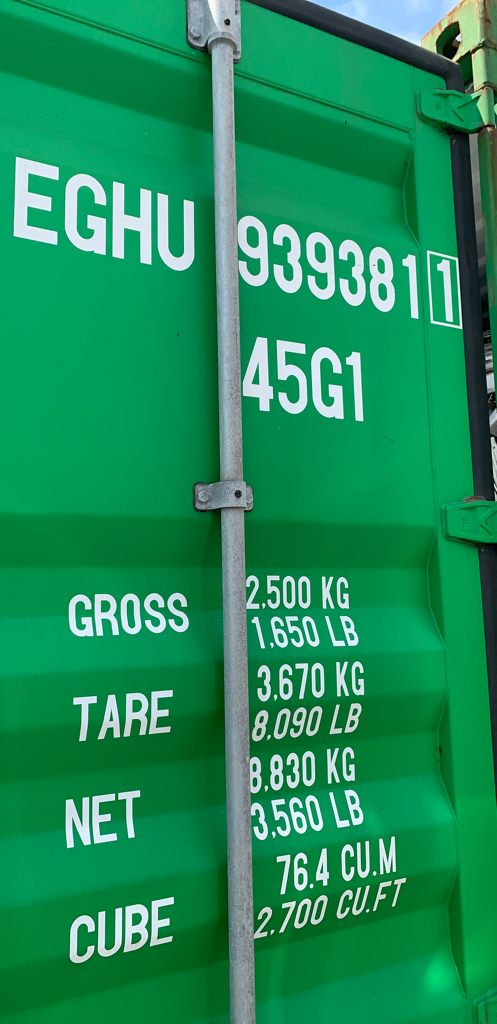 EGHU 939381 1
45G1
GROSS 2,500 KG
1,650 LB
TARE 3,670 KG
8,090 LB
NET 8,830 KG
3,560 LB
CUBE 76.4 CU.M
2,700 CU.FT